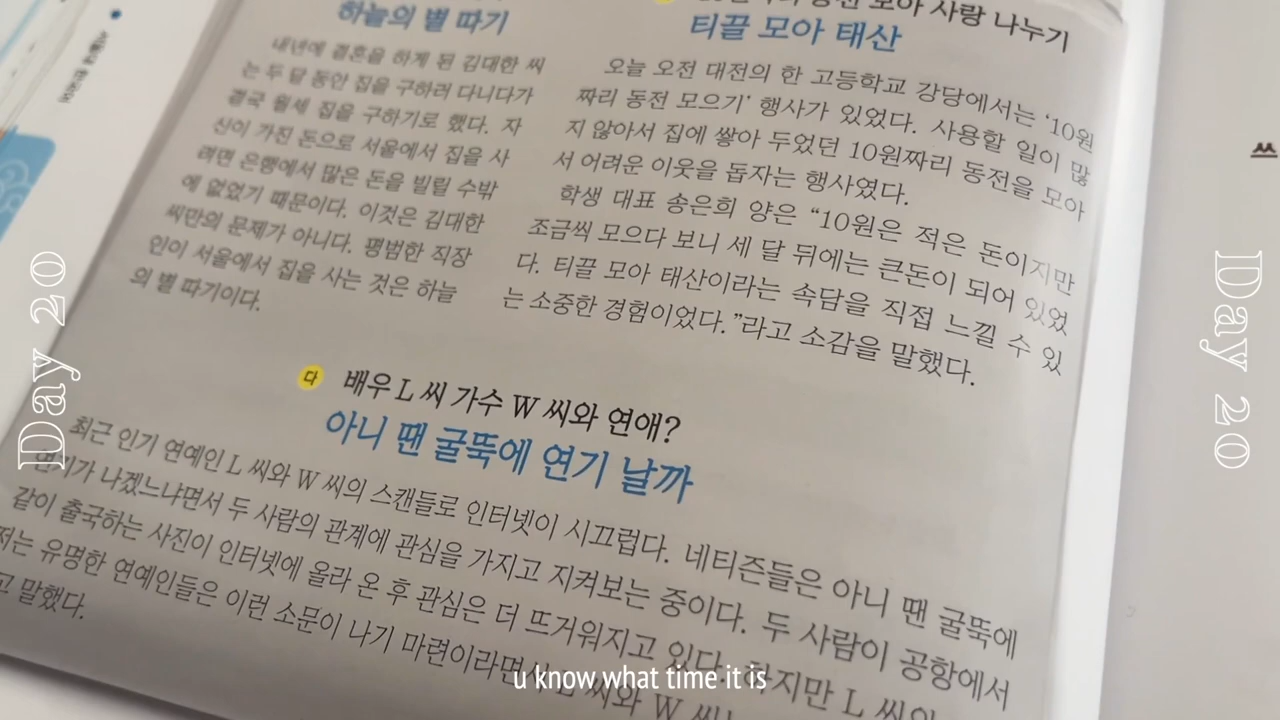 하늘의 별 따기
내년에 결혼을 하게 된 김대한 씨
는 두 달 동안 집을 구하러 다니다가
결국 월세 집을 구하기로 했다. 자
신이 가진 돈으로 서울에서 집을 사
려면 은행에서 많은 돈을 빌릴 수밖
에 없었기 때문이다. 이것은 김대한
씨만의 문제가 아니다. 평범한 직장
인이 서울에서 집을 사는 것은 하늘
의 별 따기이다.
동전 모아 사랑 나누기
티끌 모아 태산
오늘 오전 대전의 한 고등학교 강당에서는 ‘10원
짜리 동전 모으기’ 행사가 있었다. 사용할 일이 많
지 않아서 집에 쌓아 두었던 10원짜리 동전을 모아
서 어려운 이웃을 돕자는 행사였다.
학생 대표 송은희 양은 “10원은 적은 돈이지만
조금씩 모으다 보니 세 달 뒤에는 큰돈이 되어 있었
다. 티끌 모아 태산이라는 속담을 직접 느낄 수 있
는 소중한 경험이었다.”라고 소감을 말했다.
다 배우 L 씨 가수 W 씨와 연애?
아니 땐 굴뚝에 연기 날까
최근 인기 연예인 L 씨와 W 씨의 스캔들로 인터넷이 시끄럽다. 네티즌들은 아니 땐 굴뚝에
연기가 나겠느냐면서 두 사람의 관계에 관심을 가지고 지켜보는 중이다. 두 사람이 공항에서
같이 출국하는 사진이 인터넷에 올라 온 후 관심은 더 뜨거워지고 있다. 하지만 L 씨와
저는 유명한 연예인들은 이런 소문이 나기 마련이라면서 L 씨와 W 씨는
고 말했다.
쓰
Day 20
Day 20
u know what time it is